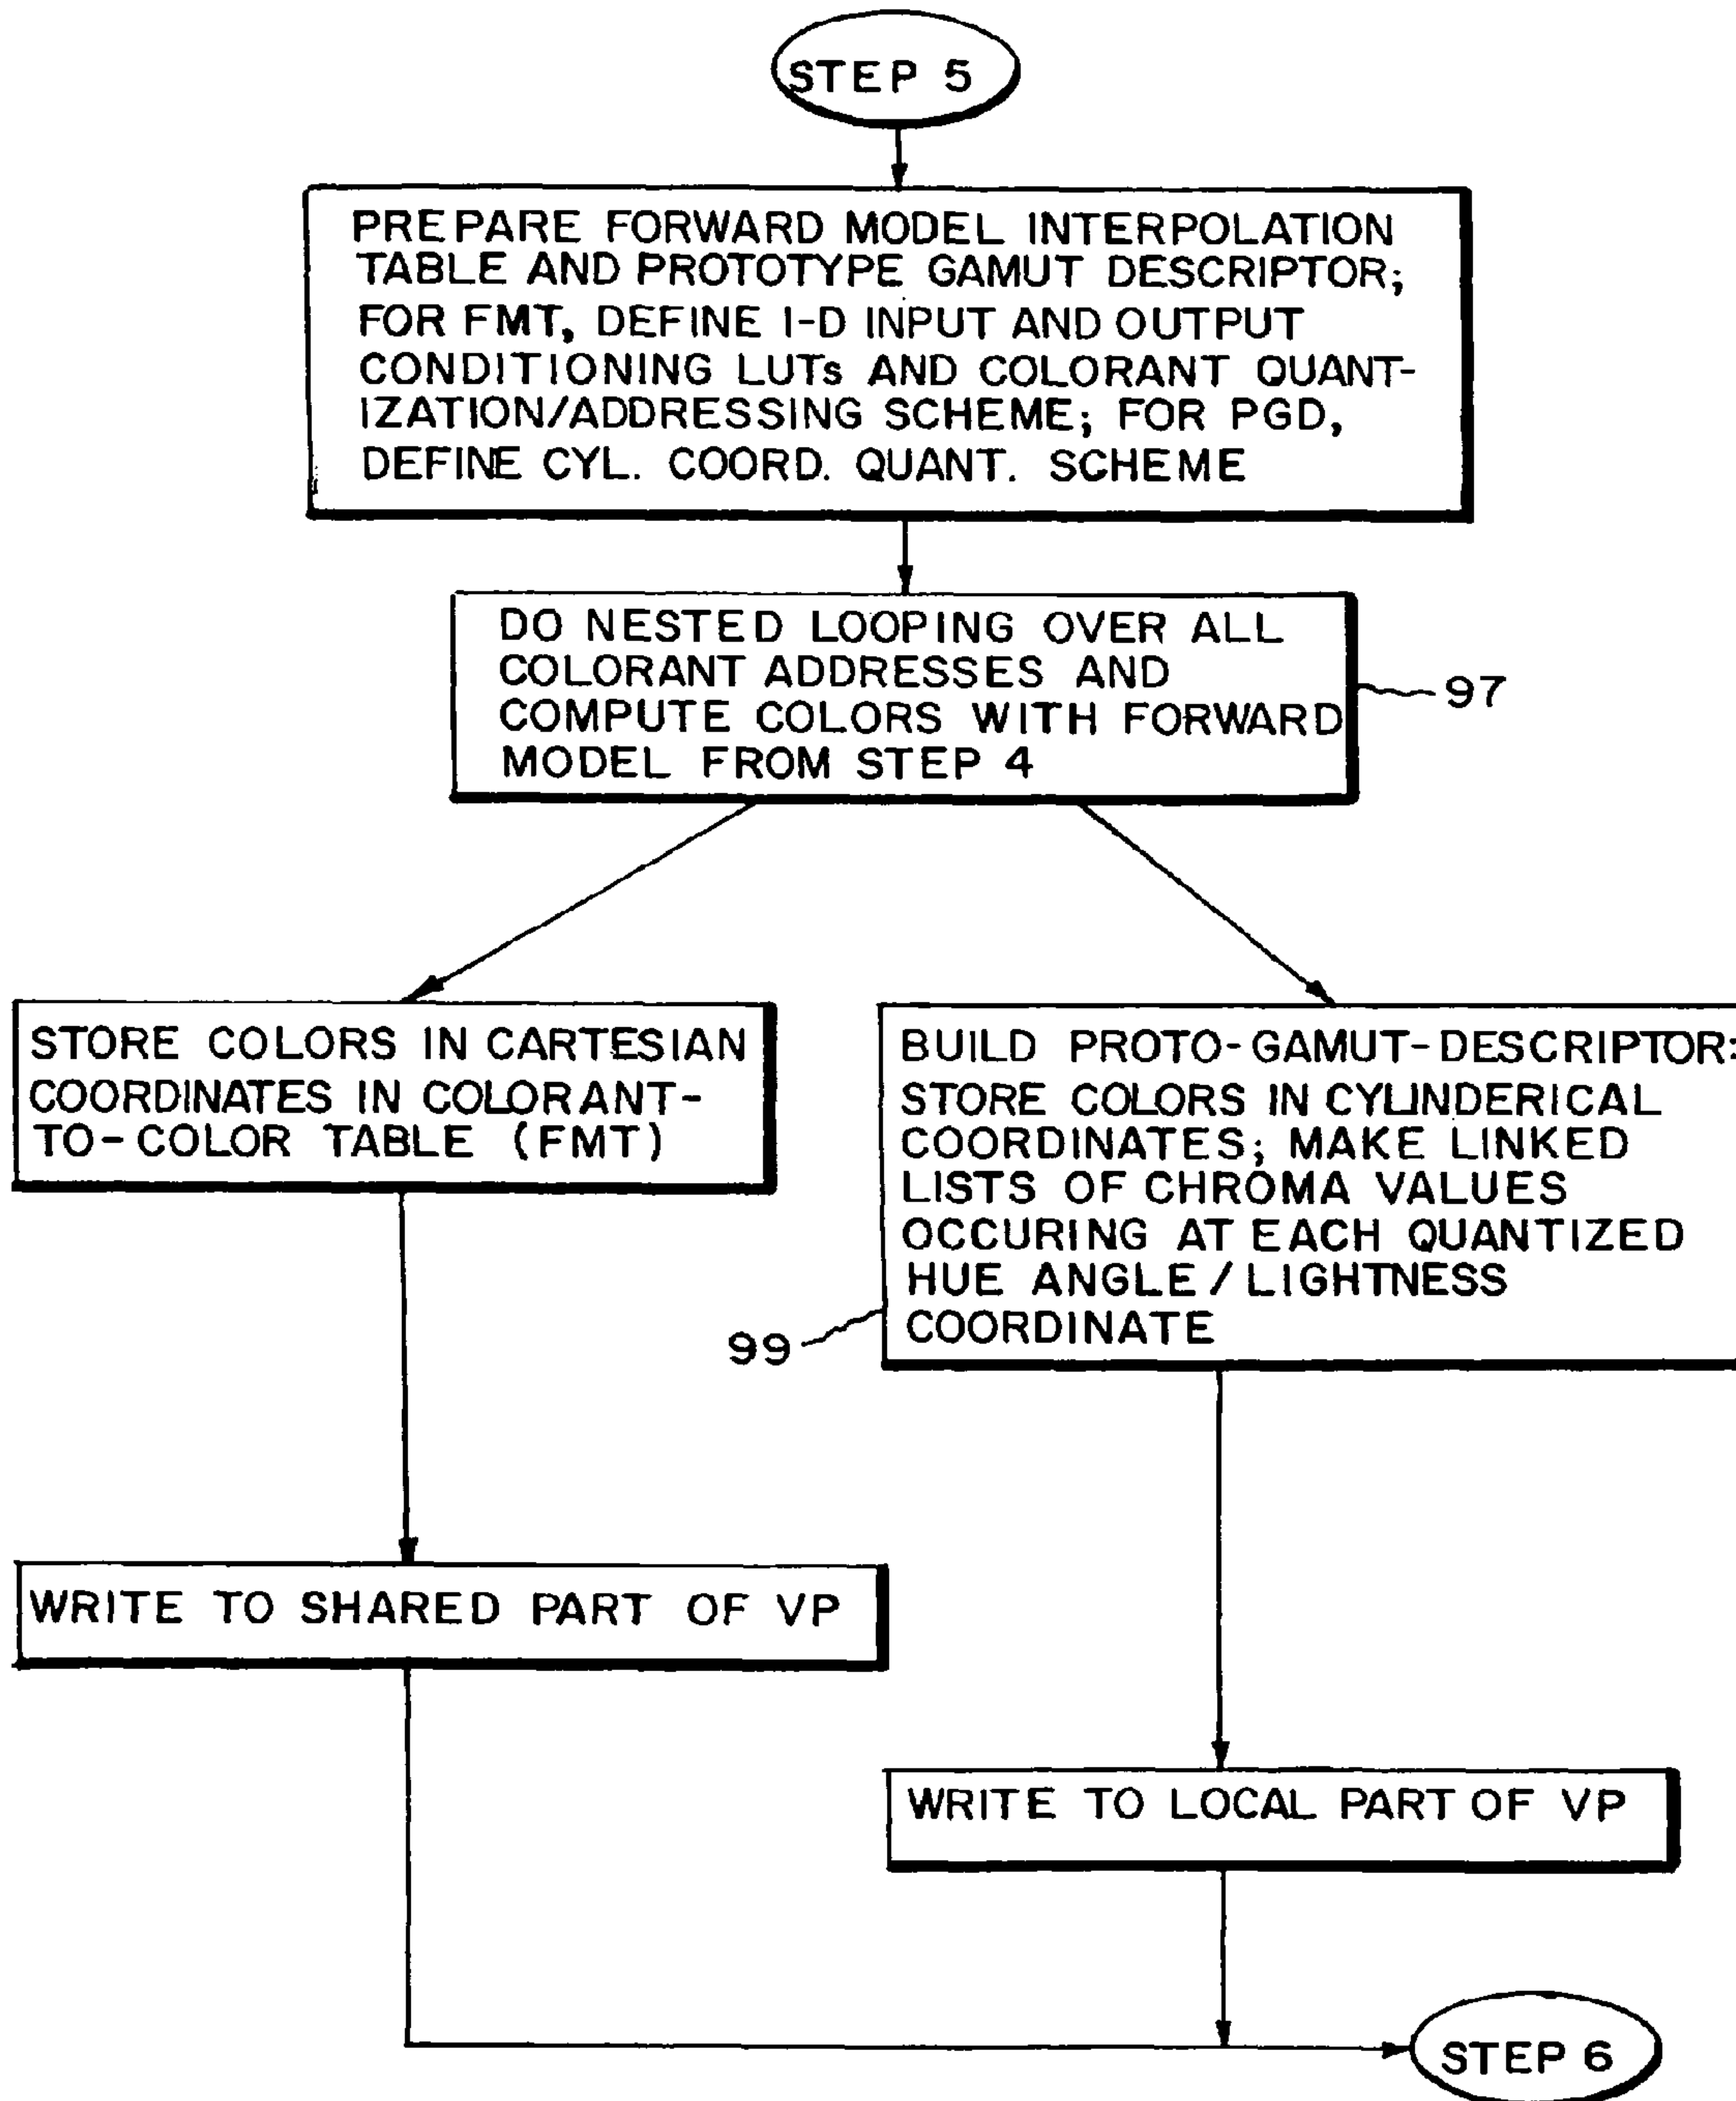 STEP 5
PREPARE FORWARD MODEL INTERPOLATION
TABLE AND PROTOTYPE GAMUT DESCRIPTOR;
FOR FMT, DEFINE 1-D INPUT AND OUTPUT
CONDITIONING LUTs AND COLORANT QUANT-
IZATION/ADDRESSING SCHEME; FOR PGD,
DEFINE CYL. COORD. QUANT. SCHEME
DO NESTED LOOPING OVER ALL
COLORANT ADDRESSES AND
COMPUTE COLORS WITH FORWARD
MODEL FROM STEP 4
97
STORE COLORS IN CARTESIAN
COORDINATES IN COLORANT-
TO-COLOR TABLE (FMT)
BUILD PROTO-GAMUT-DESCRIPTOR:
STORE COLORS IN CYLINDERICAL
COORDINATES; MAKE LINKED
LISTS OF CHROMA VALUES
OCCURING AT EACH QUANTIZED
HUE ANGLE/LIGHTNESS
COORDINATE
99
WRITE TO SHARED PART OF VP
WRITE TO LOCAL PART OF VP
STEP 6